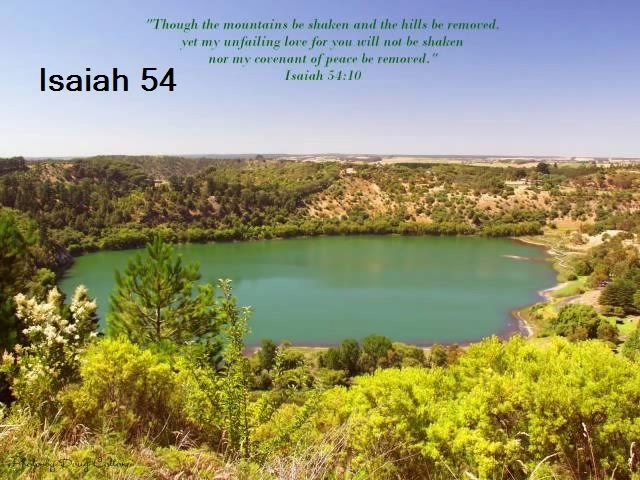 "Though the mountains be shaken and the hills be removed,
yet my unfailing love for you will not be shaken
nor my covenant of peace be removed."
Isaiah 54:10
Isaiah 54